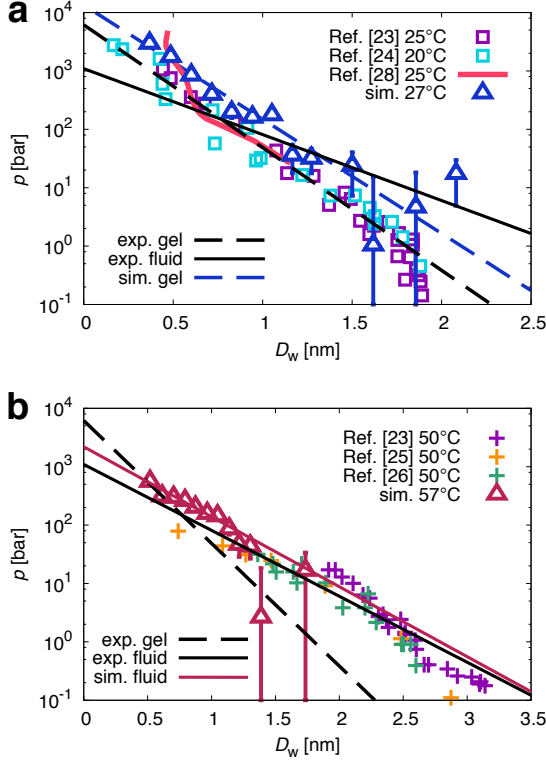 a
Ref. [23] 25°C
Ref. [24] 20°C
Ref. [28] 25°C
sim. 27°C
10^4
10^3
10^2
10^1
10^0
10^-1
p [bar]
exp. gel
exp. fluid
sim. gel
0 0.5 1 1.5 2 2.5
D_w [nm]
b
Ref. [23] 50°C
Ref. [25] 50°C
Ref. [26] 50°C
sim. 57°C
10^4
10^3
10^2
10^1
10^0
10^-1
p [bar]
exp. gel
exp. fluid
sim. fluid
0 0.5 1 1.5 2 2.5 3 3.5
D_w [nm]